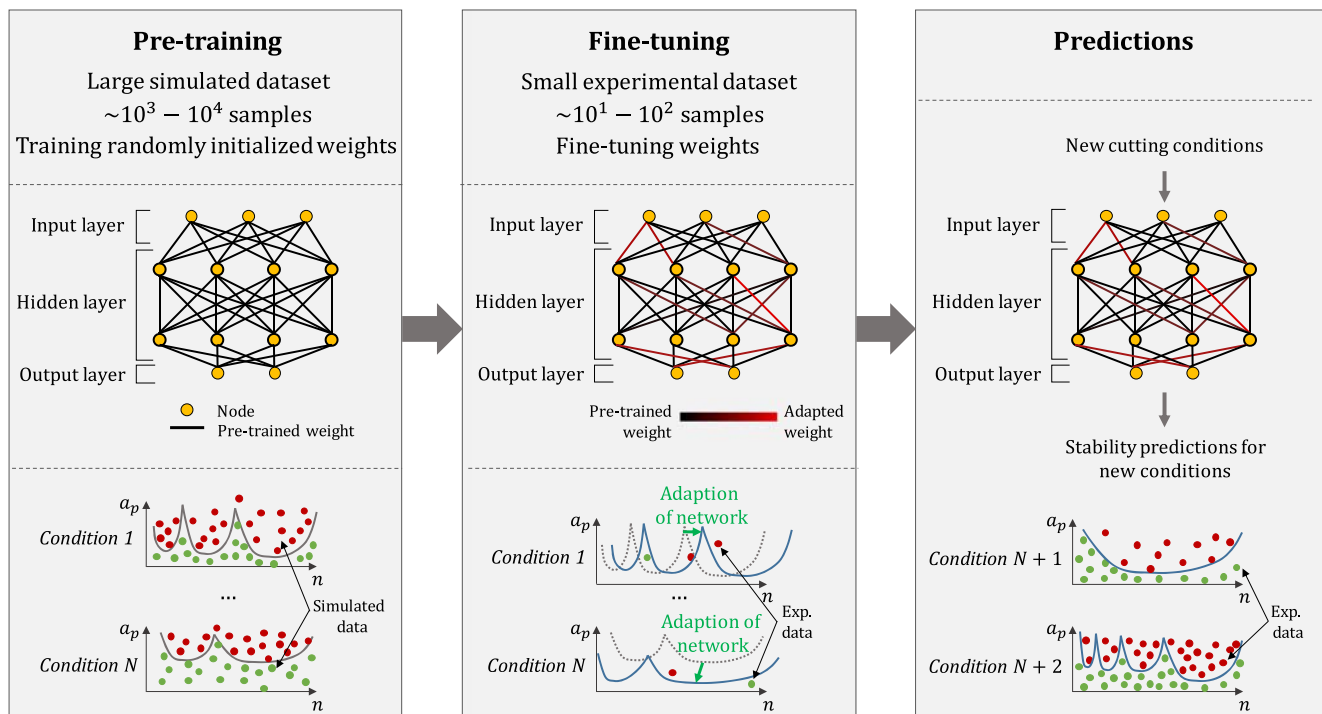 Pre-training
Large simulated dataset
~10³ − 10⁴ samples
Training randomly initialized weights
Input layer
Hidden layer
Output layer
Node
Pre-trained weight
a_p
Condition 1
n
...
Simulated
data
a_p
Condition N
n
Fine-tuning
Small experimental dataset
~10¹ − 10² samples
Fine-tuning weights
Input layer
Hidden layer
Output layer
Pre-trained
weight
Adapted
weight
Adaption
of network
a_p
Condition 1
n
...
Exp.
data
Adaption of
network
a_p
Condition N
n
Predictions
New cutting conditions
Input layer
Hidden layer
Output layer
Stability predictions for
new conditions
a_p
Condition N + 1
n
...
Exp.
data
a_p
Condition N + 2
n